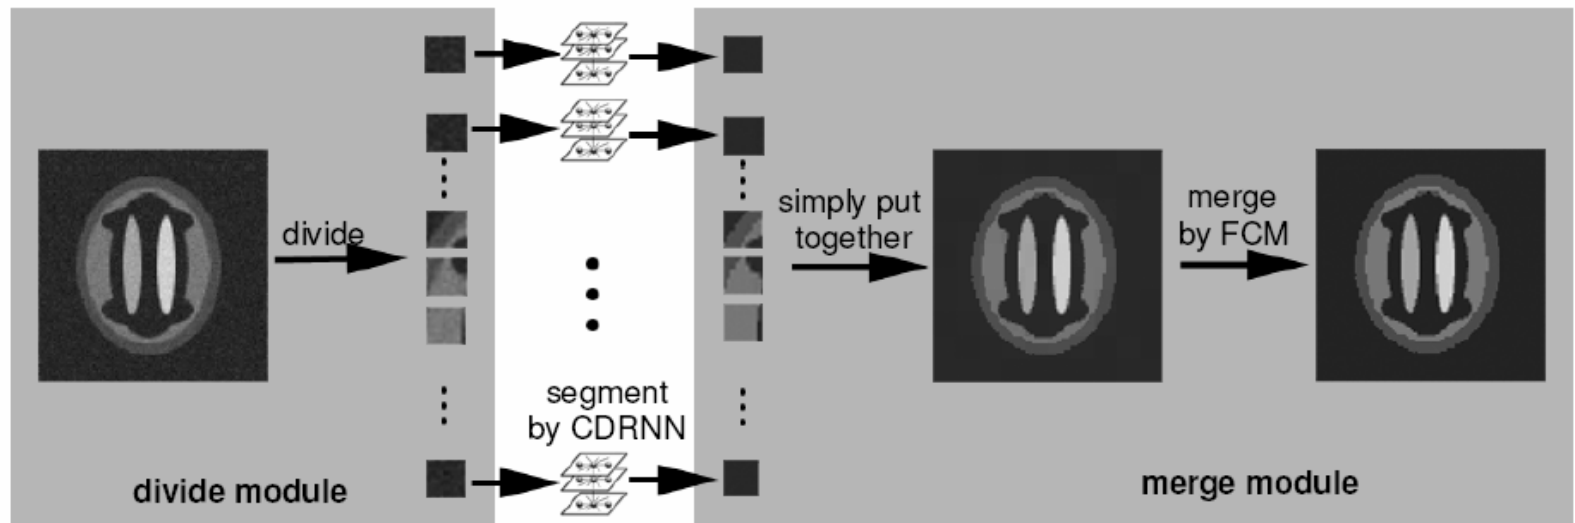 divide
segment
by CDRNN
divide module
simply put
together
merge
by FCM
merge module